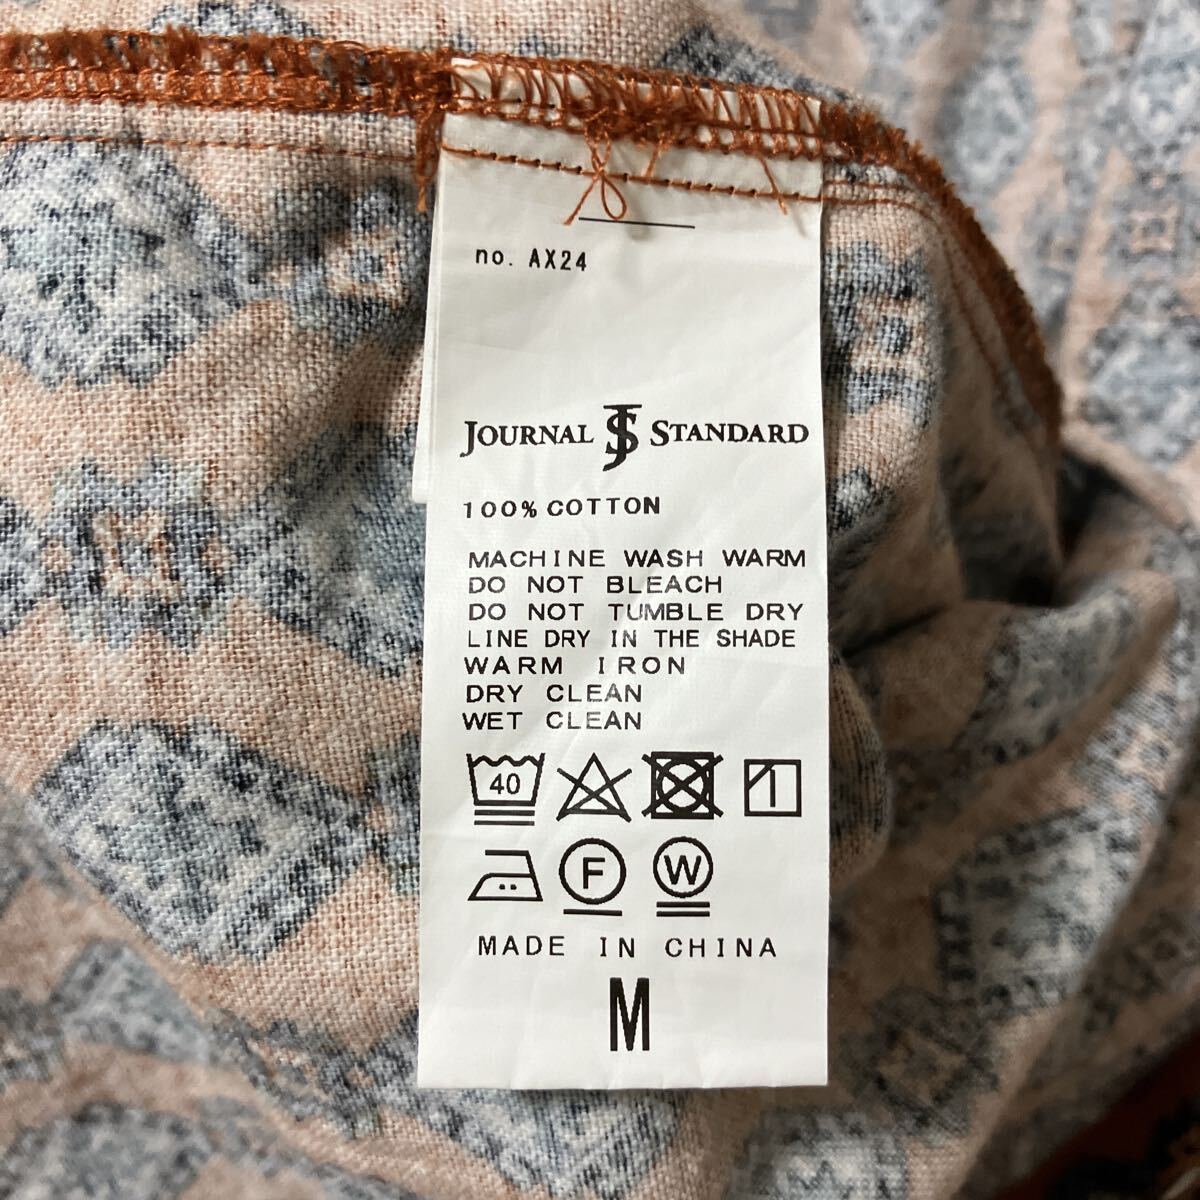 no. AX24
JOURNAL JS STANDARD
100% COTTON
MACHINE WASH WARM
DO NOT BLEACH
DO NOT TUMBLE DRY
LINE DRY IN THE SHADE
WARM IRON
DRY CLEAN
WET CLEAN
40
F W
MADE IN CHINA
M